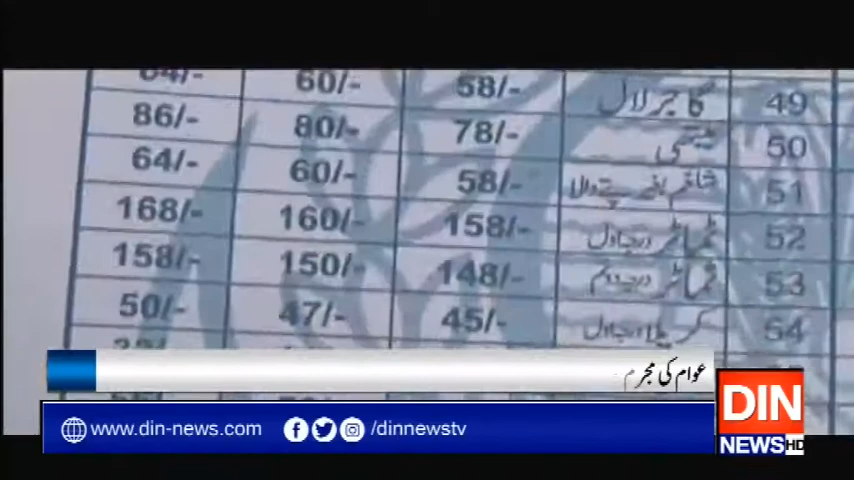 64/- 60/- 58/- گاجر لال 49
86/- 80/- 78/- میتھی 50
64/- 60/- 58/- شلغم بغیر پتے والا 51
168/- 160/- 158/- ٹماٹر درجہ اول 52
158/- 150/- 148/- ٹماٹر درجہ دوم 53
50/- 47/- 45/- کریلا درجہ اول 54
عوام کی مجرم
www.din-news.com /dinnewstv
DIN
NEWS HD